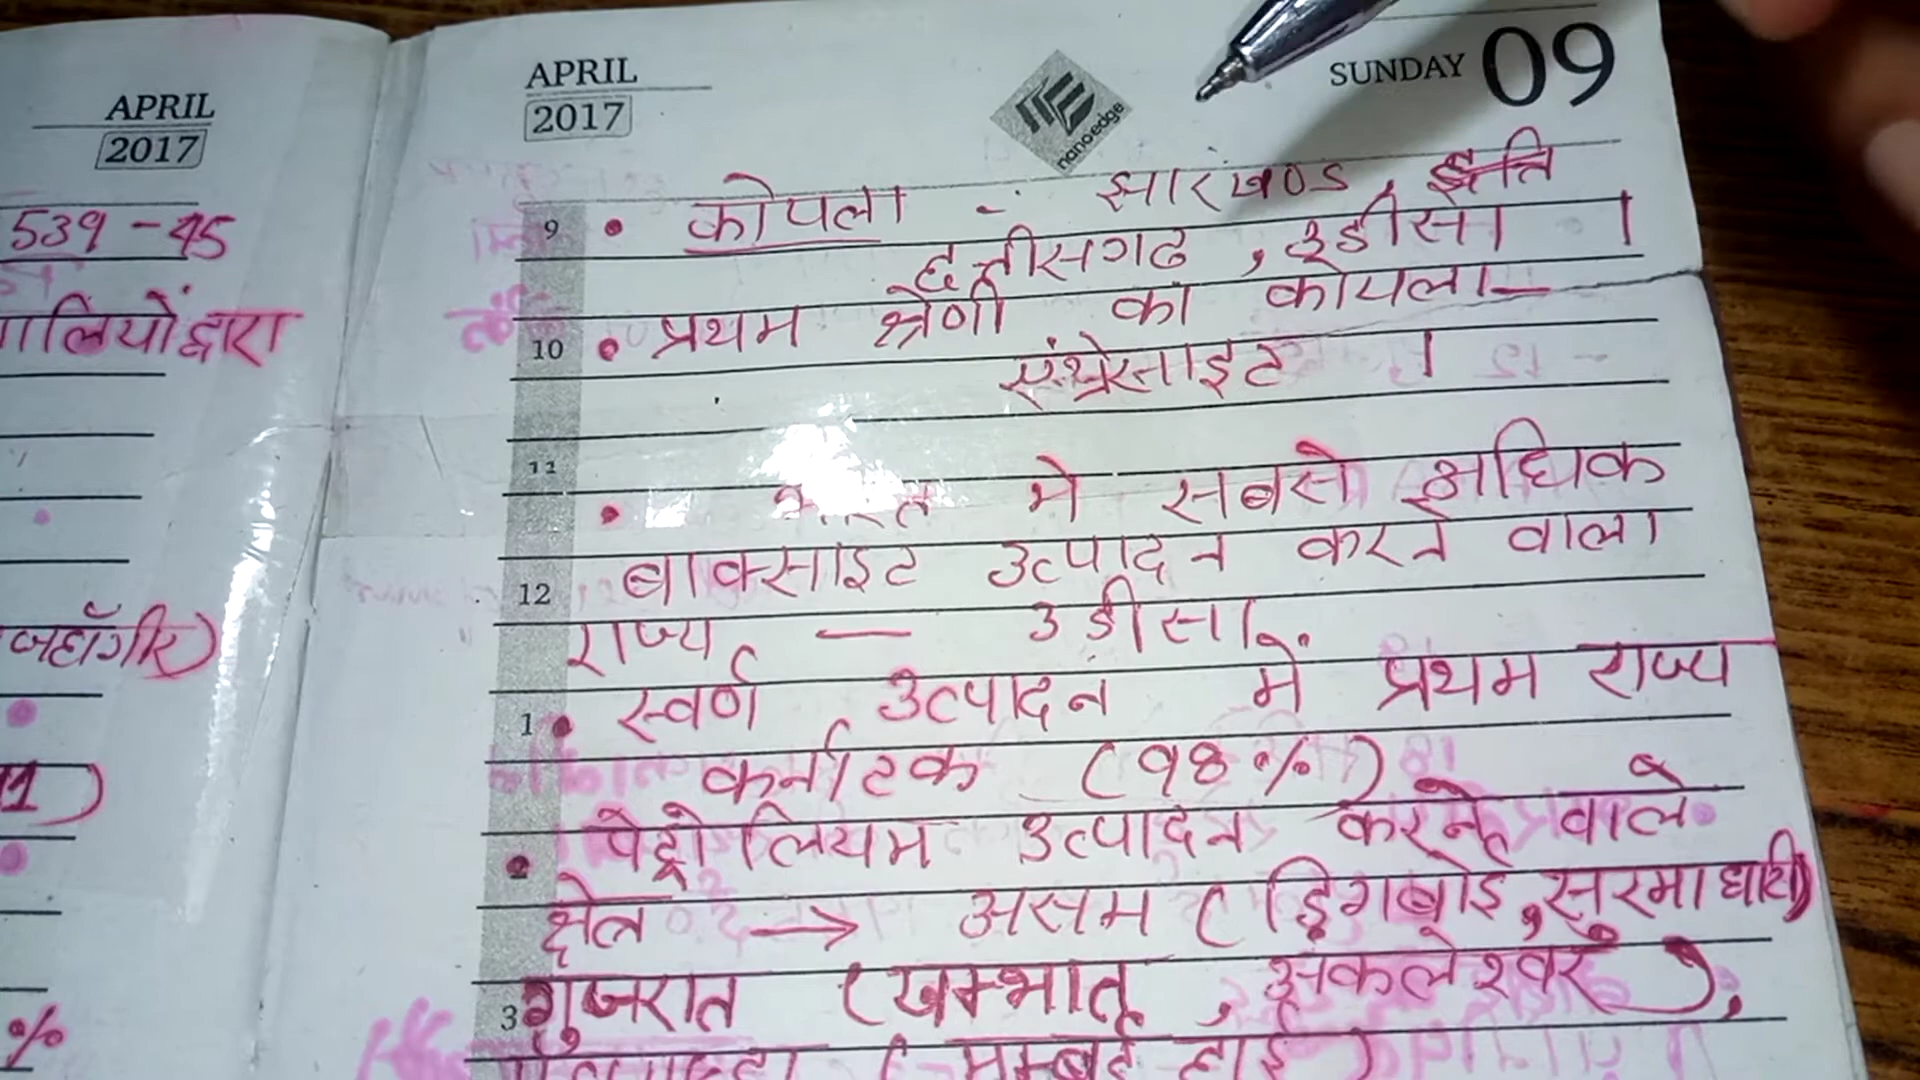 APRIL
2017
539-45
गालियों द्वारा
जहाँगीर)
1)
%
APRIL
2017
nanoedge
SUNDAY 09
9 • कोयला - झारखण्ड,
छत्तीसगढ , उडीसा ।
10 • प्रथम श्रेणी का कोयला—
एंथ्रेसाइट ।
11
• भारत मे सबसे अधिक
12 बाक्साइट उत्पादन करने वाला
राज्य — उडीसा
1 • स्वर्ण उत्पादन में प्रथम राज्य
कर्नाटक (98%)
• पेट्रोलियम उत्पादन करने वाले
क्षेत्र → असम (डिगबोई, सुरमा घाटी)
3 गुजरात (खम्भात, अंकलेश्वर),
(मुम्बई हाई)